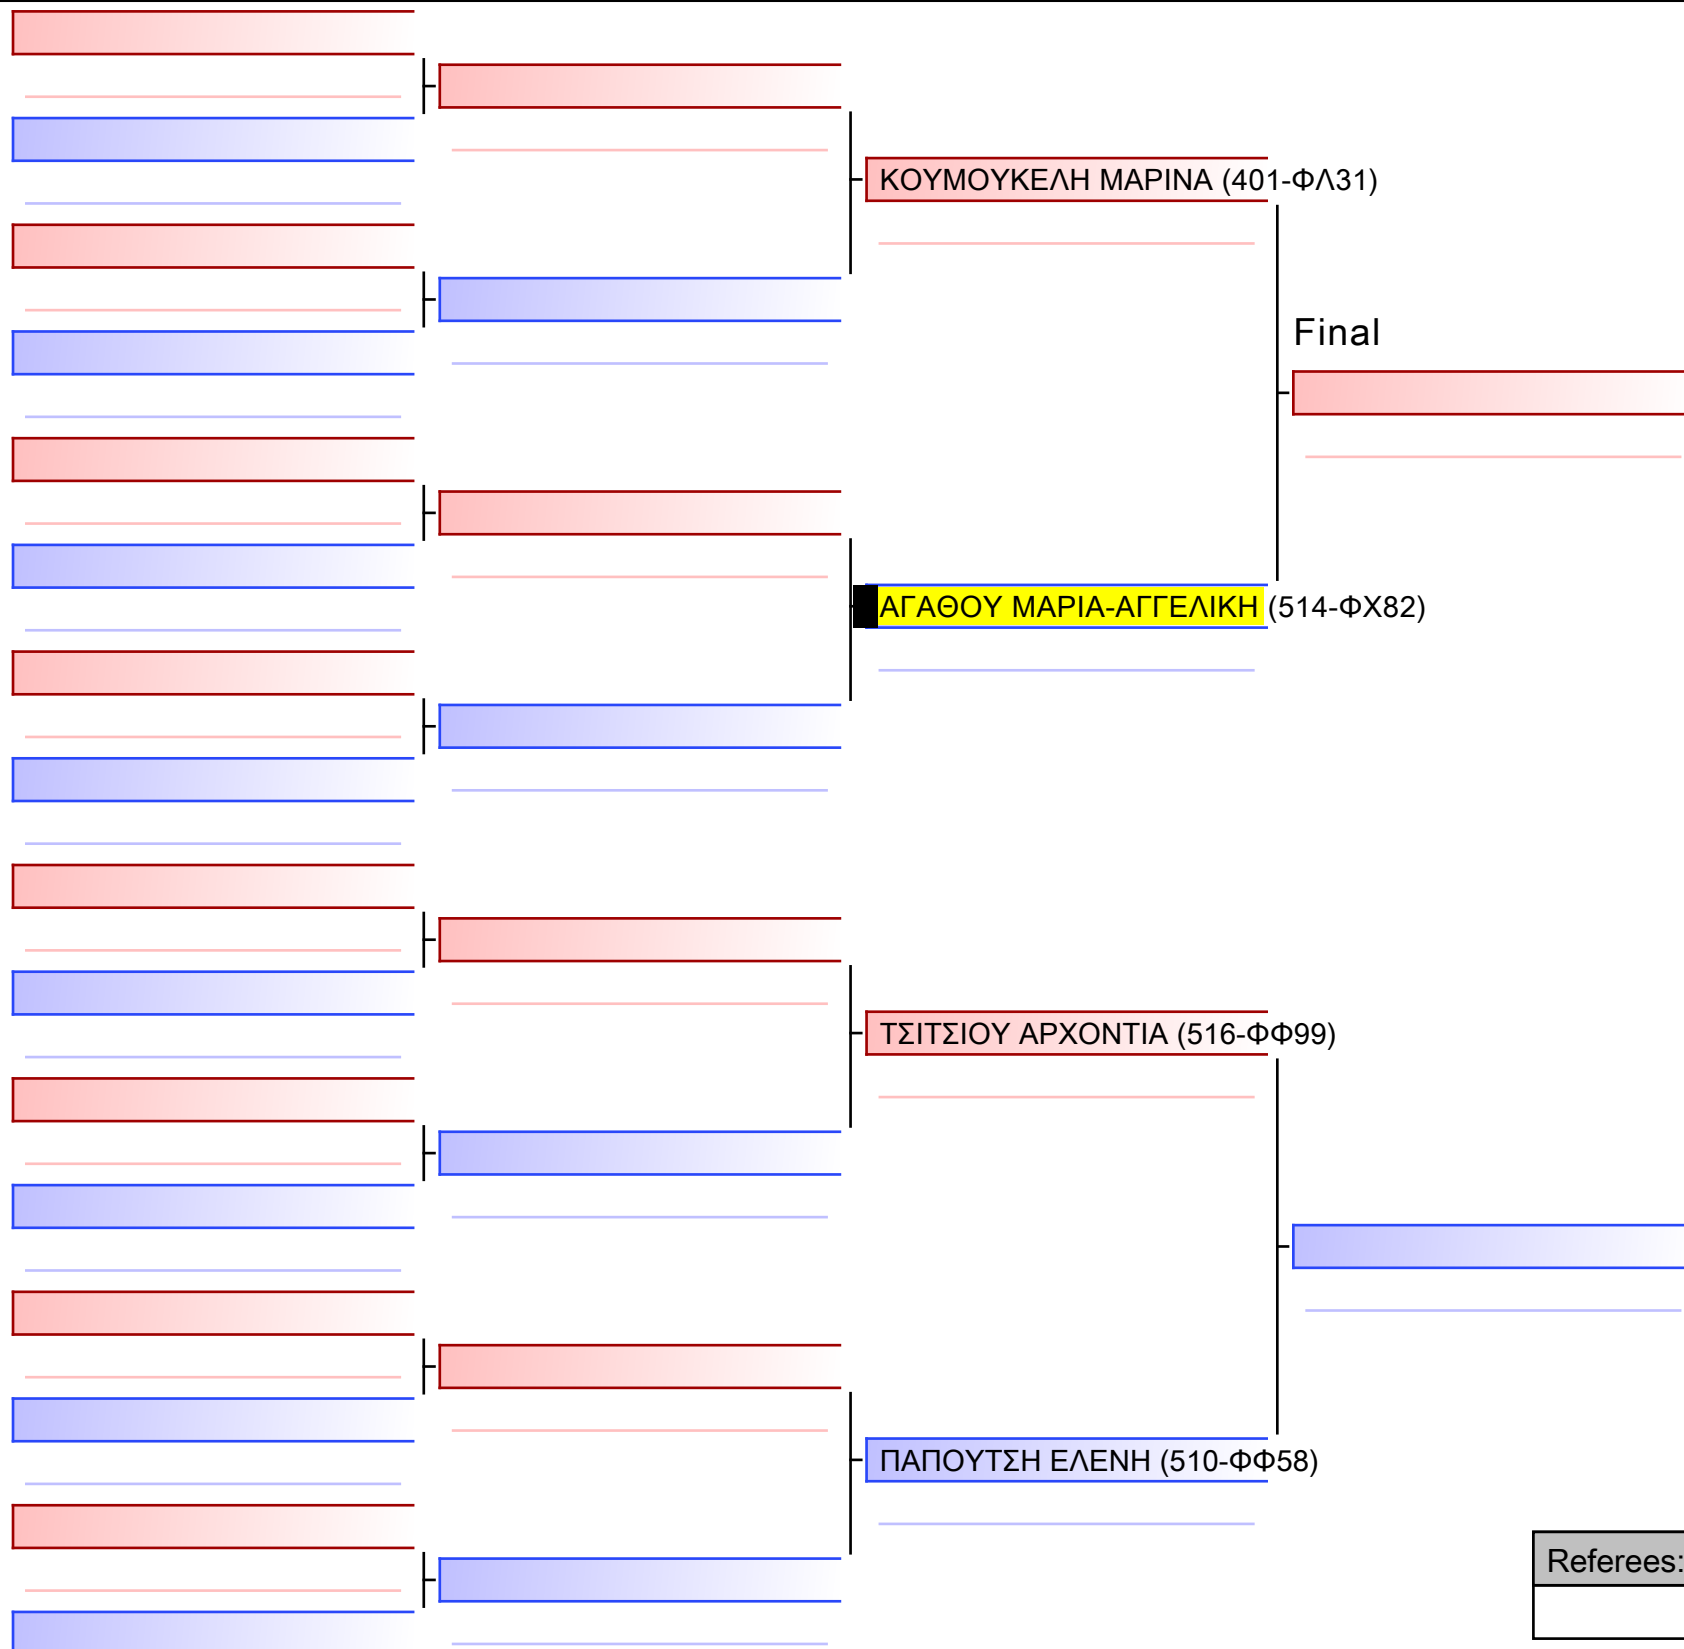 ΚΟΥΜΟΥΚΕΛΗ ΜΑΡΙΝΑ (401-ΦΛ31)
Final
ΑΓΑΘΟΥ ΜΑΡΙΑ-ΑΓΓΕΛΙΚΗ (514-ΦΧ82)
ΤΣΙΤΣΙΟΥ ΑΡΧΟΝΤΙΑ (516-ΦΦ99)
ΠΑΠΟΥΤΣΗ ΕΛΕΝΗ (510-ΦΦ58)
Referees: